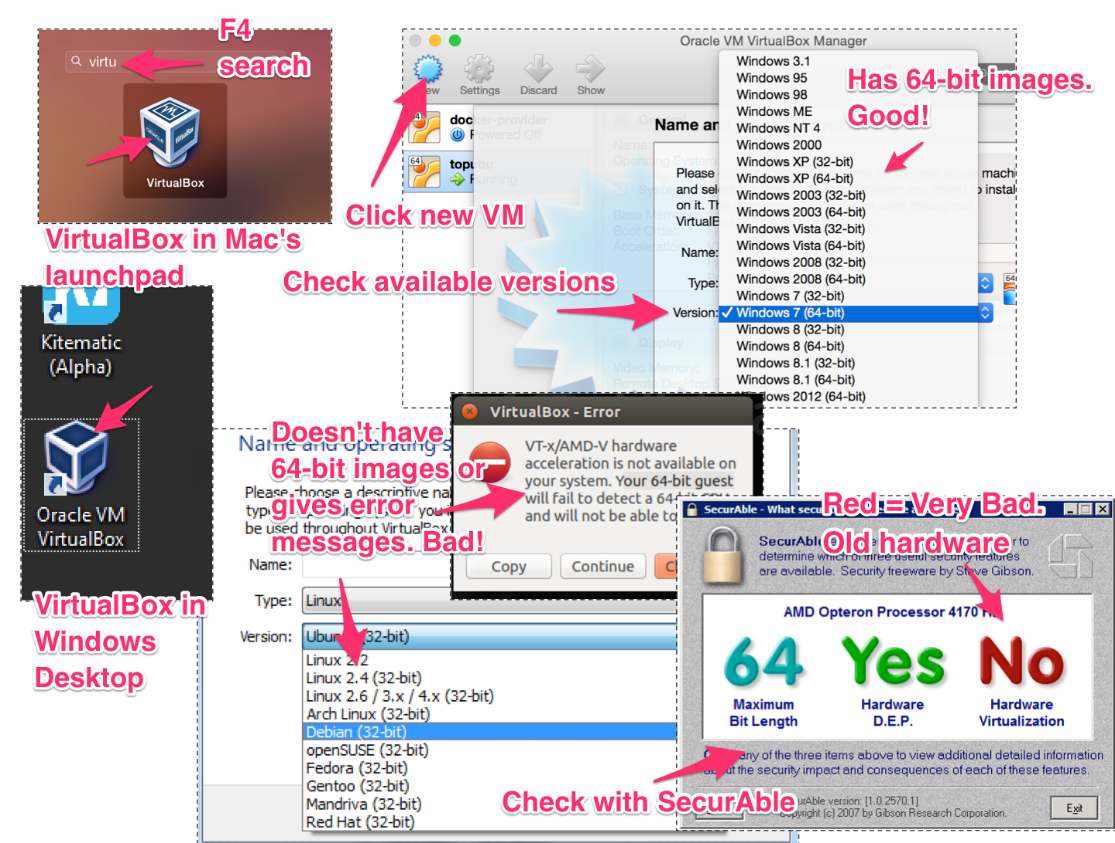 F4
search
virtu
VirtualBox
VirtualBox in Mac's
launchpad
Oracle VM VirtualBox Manager
Settings
Discard
Show
Click new VM
Powered Off
Running
Name
Please
and
on it.
Name:
Type:
Version:
Check available versions
Windows 3.1
Windows 95
Windows 98
Windows ME
Windows NT 4
Windows 2000
Windows XP (32-bit)
Windows XP (64-bit)
Windows 2003 (32-bit)
Windows 2003 (64-bit)
Windows Vista (32-bit)
Windows Vista (64-bit)
Windows 2008 (32-bit)
Windows 2008 (64-bit)
Windows 7 (32-bit)
✓ Windows 7 (64-bit)
Windows 8 (32-bit)
Windows 8 (64-bit)
Windows 8.1 (32-bit)
Windows 8.1 (64-bit)
Windows 2012 (64-bit)
Has 64-bit images.
Good!
Kitematic
(Alpha)
Oracle VM
VirtualBox
VirtualBox in
Windows
Desktop
Name and operating
Please choose a descriptive
be used throughout VirtualBox
Name:
Type: Linux
Version: Ubuntu (32-bit)
Linux 2.2
Linux 2.4 (32-bit)
Linux 2.6 / 3.x / 4.x (32-bit)
Arch Linux (32-bit)
Debian (32-bit)
openSUSE (32-bit)
Fedora (32-bit)
Gentoo (32-bit)
Mandriva (32-bit)
Red Hat (32-bit)
Doesn't have
64-bit images or
gives error
messages. Bad!
VirtualBox - Error
VT-x/AMD-V hardware
acceleration is not available on
your system. Your 64-bit guest
will fail to detect a 64-bit CPU
and will not be able to
Copy
Continue
Red = Very Bad.
Old hardware
SecurAble - What
determine which of three useful security features
are available. Security freeware by Steve Gibson.
AMD Opteron Processor 4170
64 Yes No
Maximum
Bit Length
Hardware
D.E.P.
Hardware
Virtualization
any of the three items above to view additional detailed information
about the security impact and consequences of each of these features.
Check with SecurAble
SecurAble version: [1.0.2570.1]
Copyright (c) 2007 by Gibson Research Corporation.
Exit